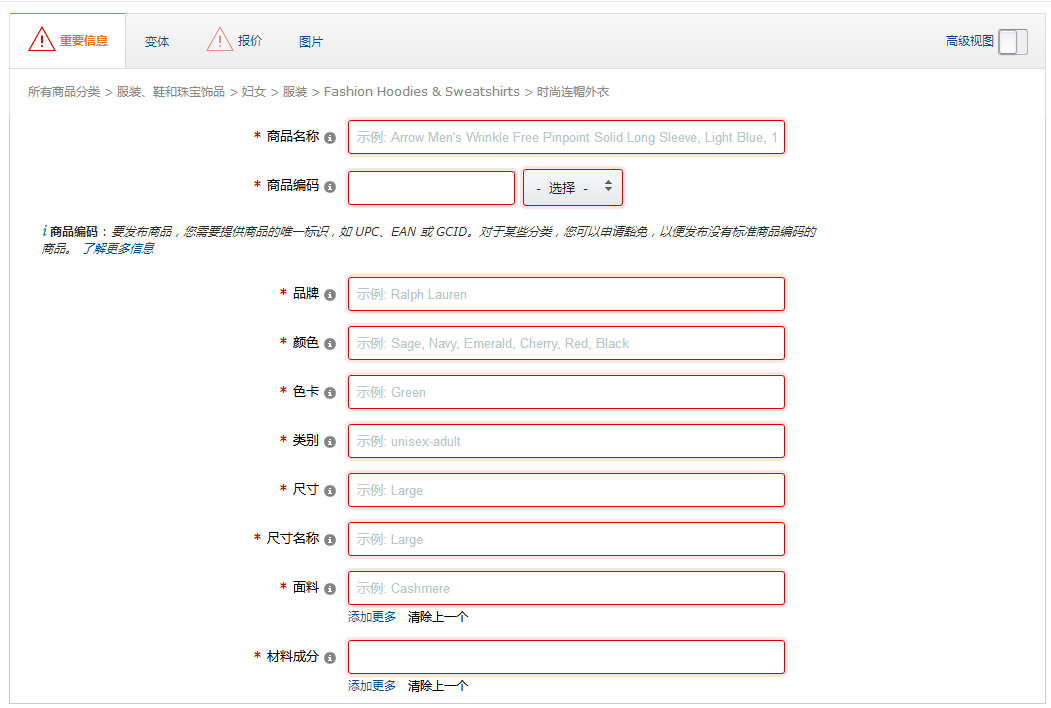 重要信息 变体 报价 图片 高级视图
所有商品分类 > 服装、鞋和珠宝饰品 > 妇女 > 服装 > Fashion Hoodies & Sweatshirts > 时尚连帽外衣
* 商品名称 示例: Arrow Men's Wrinkle Free Pinpoint Solid Long Sleeve, Light Blue, 1
* 商品编码 - 选择 -
i 商品编码：要发布商品，您需要提供商品的唯一标识，如 UPC、EAN 或 GCID。对于某些分类，您可以申请豁免，以便发布没有标准商品编码的
商品。 了解更多信息
* 品牌 示例: Ralph Lauren
* 颜色 示例: Sage, Navy, Emerald, Cherry, Red, Black
* 色卡 示例: Green
* 类别 示例: unisex-adult
* 尺寸 示例: Large
* 尺寸名称 示例: Large
* 面料 示例: Cashmere
添加更多 清除上一个
* 材料成分
添加更多 清除上一个